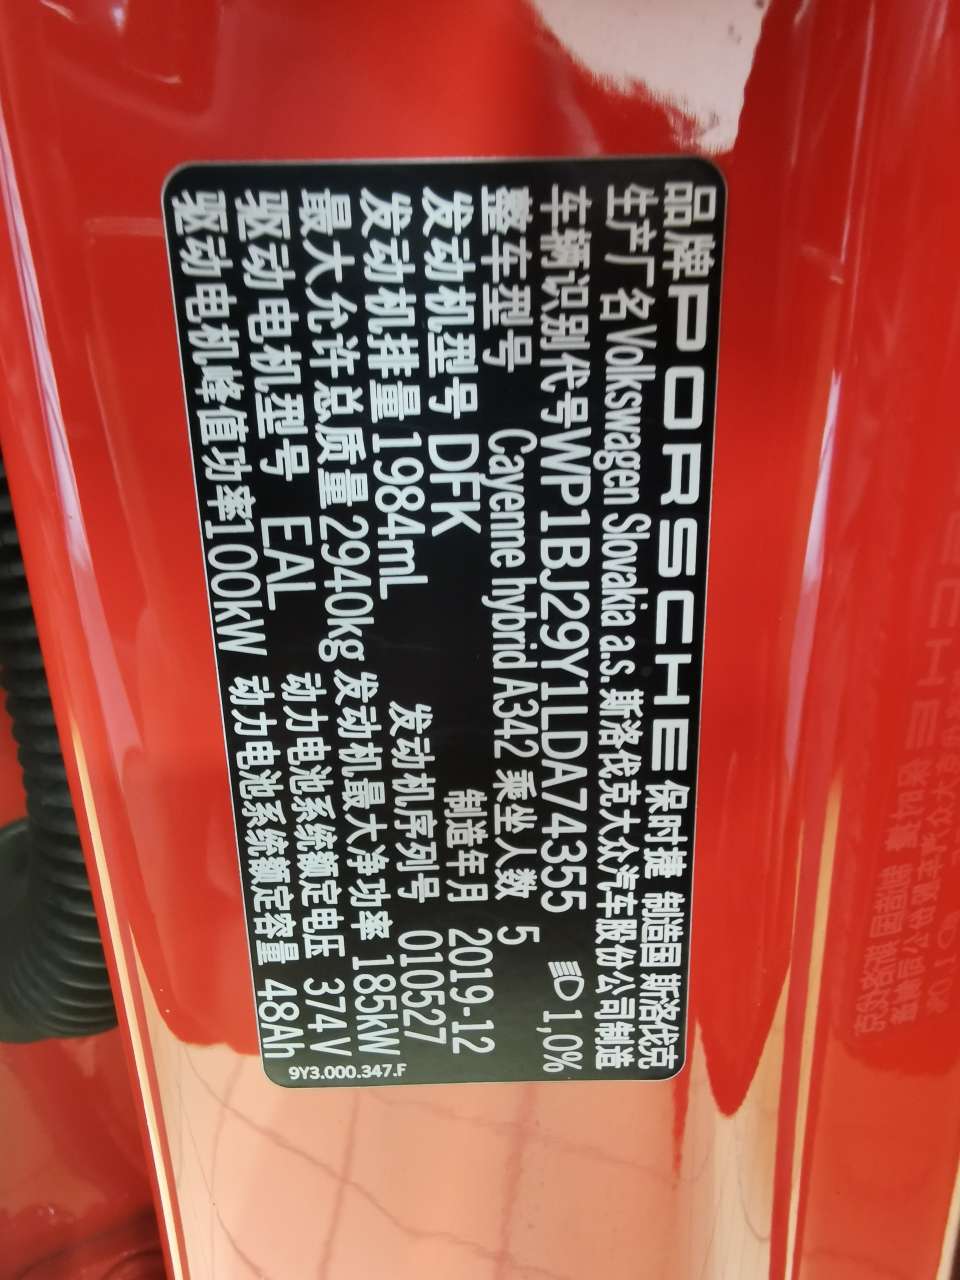 品牌 PORSCHE 保时捷 制造国 斯洛伐克
生产厂名 Volkswagen Slovakia a.s. 斯洛伐克大众汽车股份公司制造
车辆识别代号 WP1BJ29Y1LDA74355 1,0%
整车型号 Cayenne hybrid A342 乘坐人数 5
制造年月 2019-12
发动机型号 DFK 发动机序列号 010527
发动机排量 1984mL 发动机最大净功率 185kW
最大允许总质量 2940kg 动力电池系统额定电压 374V
驱动电机型号 EAL 动力电池系统额定容量 48Ah
驱动电机峰值功率 100kW
9Y3.000.347.F